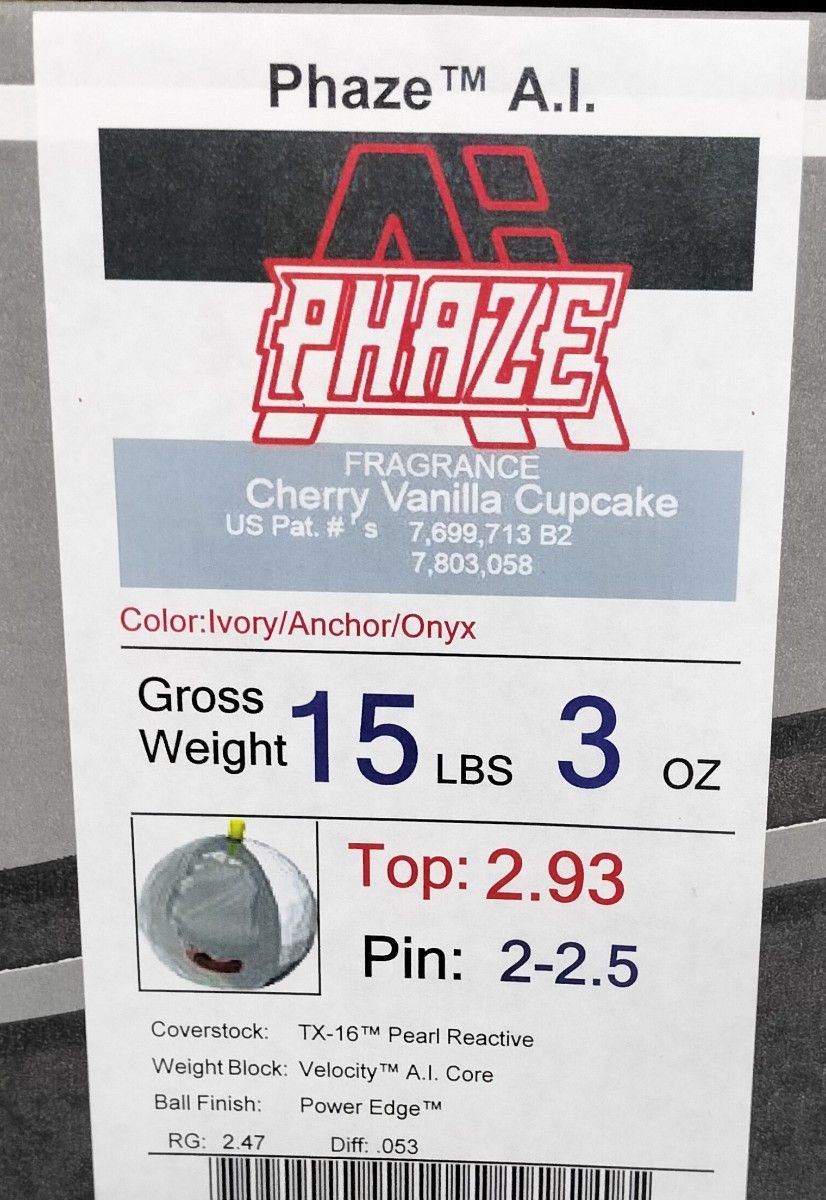 Phaze™ A.I.
AI
PHAZE
FRAGRANCE
Cherry Vanilla Cupcake
US Pat. #'s 7,699,713 B2
7,803,058
Color:Ivory/Anchor/Onyx
Gross Weight 15 LBS 3 OZ
Top: 2.93
Pin: 2-2.5
Coverstock: TX-16™ Pearl Reactive
Weight Block: Velocity™ A.I. Core
Ball Finish: Power Edge™
RG: 2.47 Diff: .053